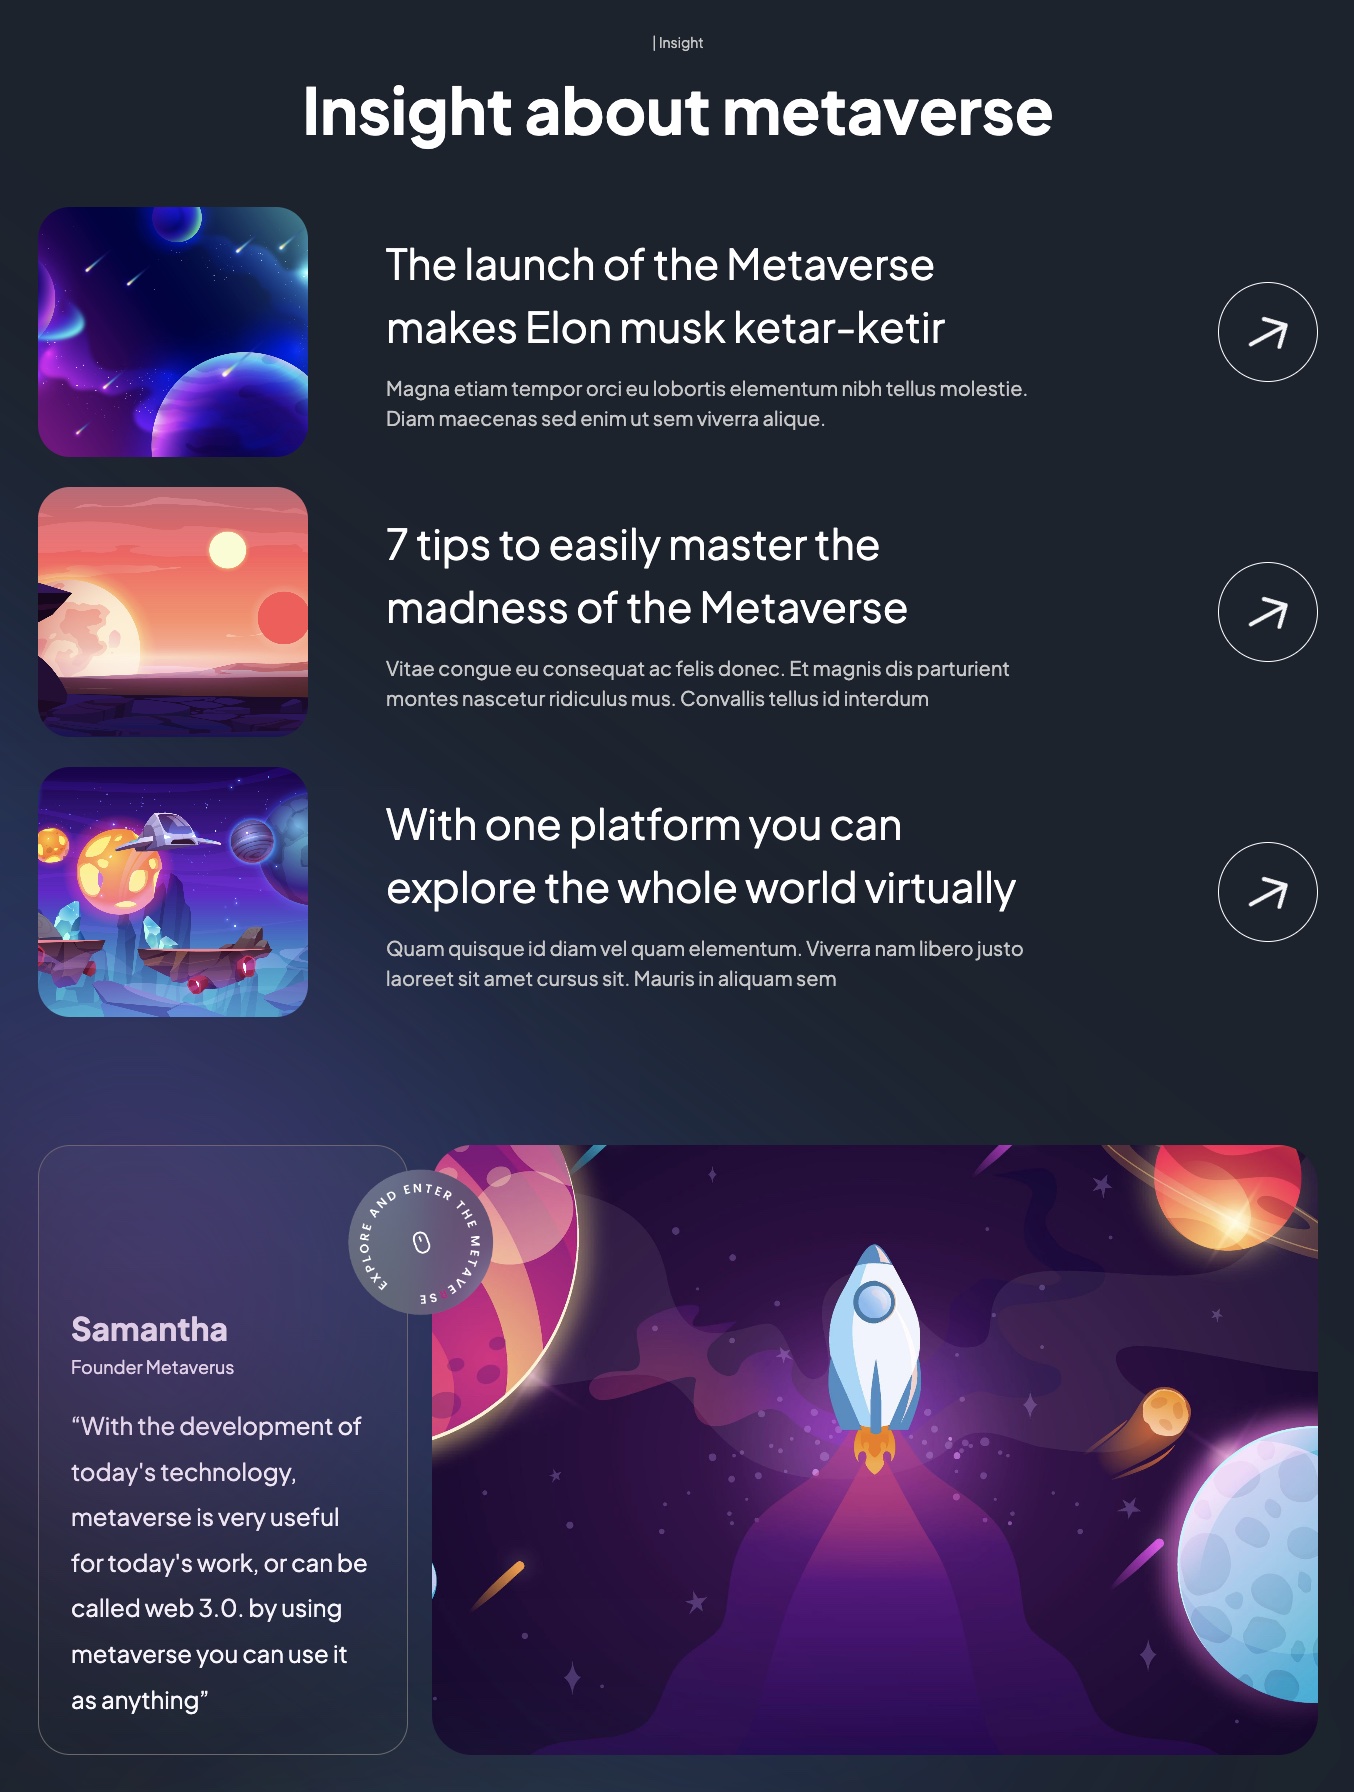 | Insight
Insight about metaverse
The launch of the Metaverse
makes Elon musk ketar-ketir
Magna etiam tempor orci eu lobortis elementum nibh tellus molestie.
Diam maecenas sed enim ut sem viverra alique.
7 tips to easily master the
madness of the Metaverse
Vitae congue eu consequat ac felis donec. Et magnis dis parturient
montes nascetur ridiculus mus. Convallis tellus id interdum
With one platform you can
explore the whole world virtually
Quam quisque id diam vel quam elementum. Viverra nam libero justo
laoreet sit amet cursus sit. Mauris in aliquam sem
EXPLORE AND ENTER THE METAVERSE
Samantha
Founder Metaverus
“With the development of
today's technology,
metaverse is very useful
for today's work, or can be
called web 3.0. by using
metaverse you can use it
as anything”